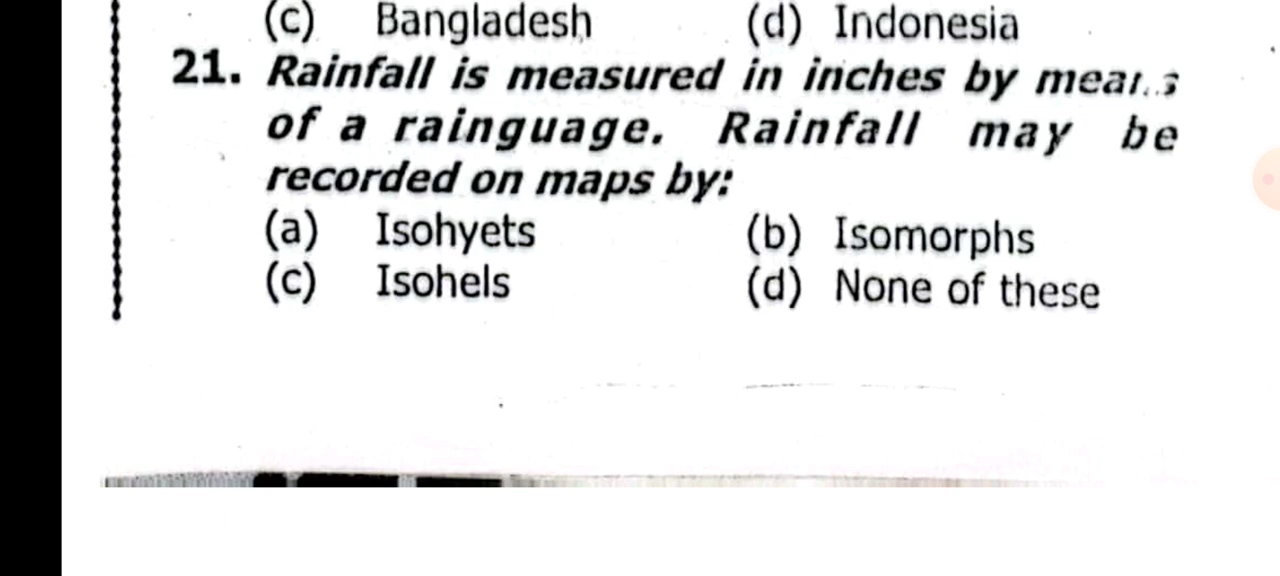 (c) Bangladesh (d) Indonesia
21. Rainfall is measured in inches by means
of a rainguage. Rainfall may be
recorded on maps by:
(a) Isohyets (b) Isomorphs
(c) Isohels (d) None of these